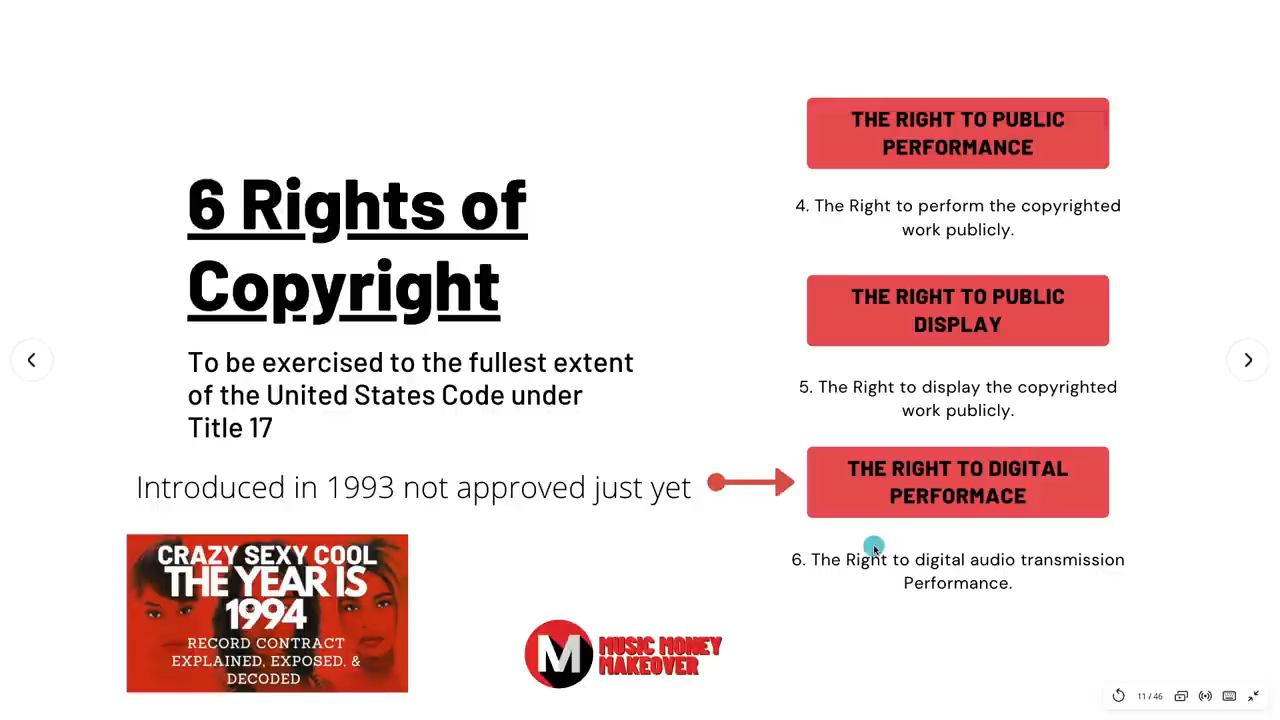 6 Rights of
Copyright
To be exercised to the fullest extent
of the United States Code under
Title 17
Introduced in 1993 not approved just yet
CRAZY SEXY COOL
THE YEAR IS
1994
RECORD CONTRACT
EXPLAINED, EXPOSED, &
DECODED
M MUSIC MONEY
MAKEOVER
THE RIGHT TO PUBLIC
PERFORMANCE
4. The Right to perform the copyrighted
work publicly.
THE RIGHT TO PUBLIC
DISPLAY
5. The Right to display the copyrighted
work publicly.
THE RIGHT TO DIGITAL
PERFORMACE
6. The Right to digital audio transmission
Performance.
11 / 46